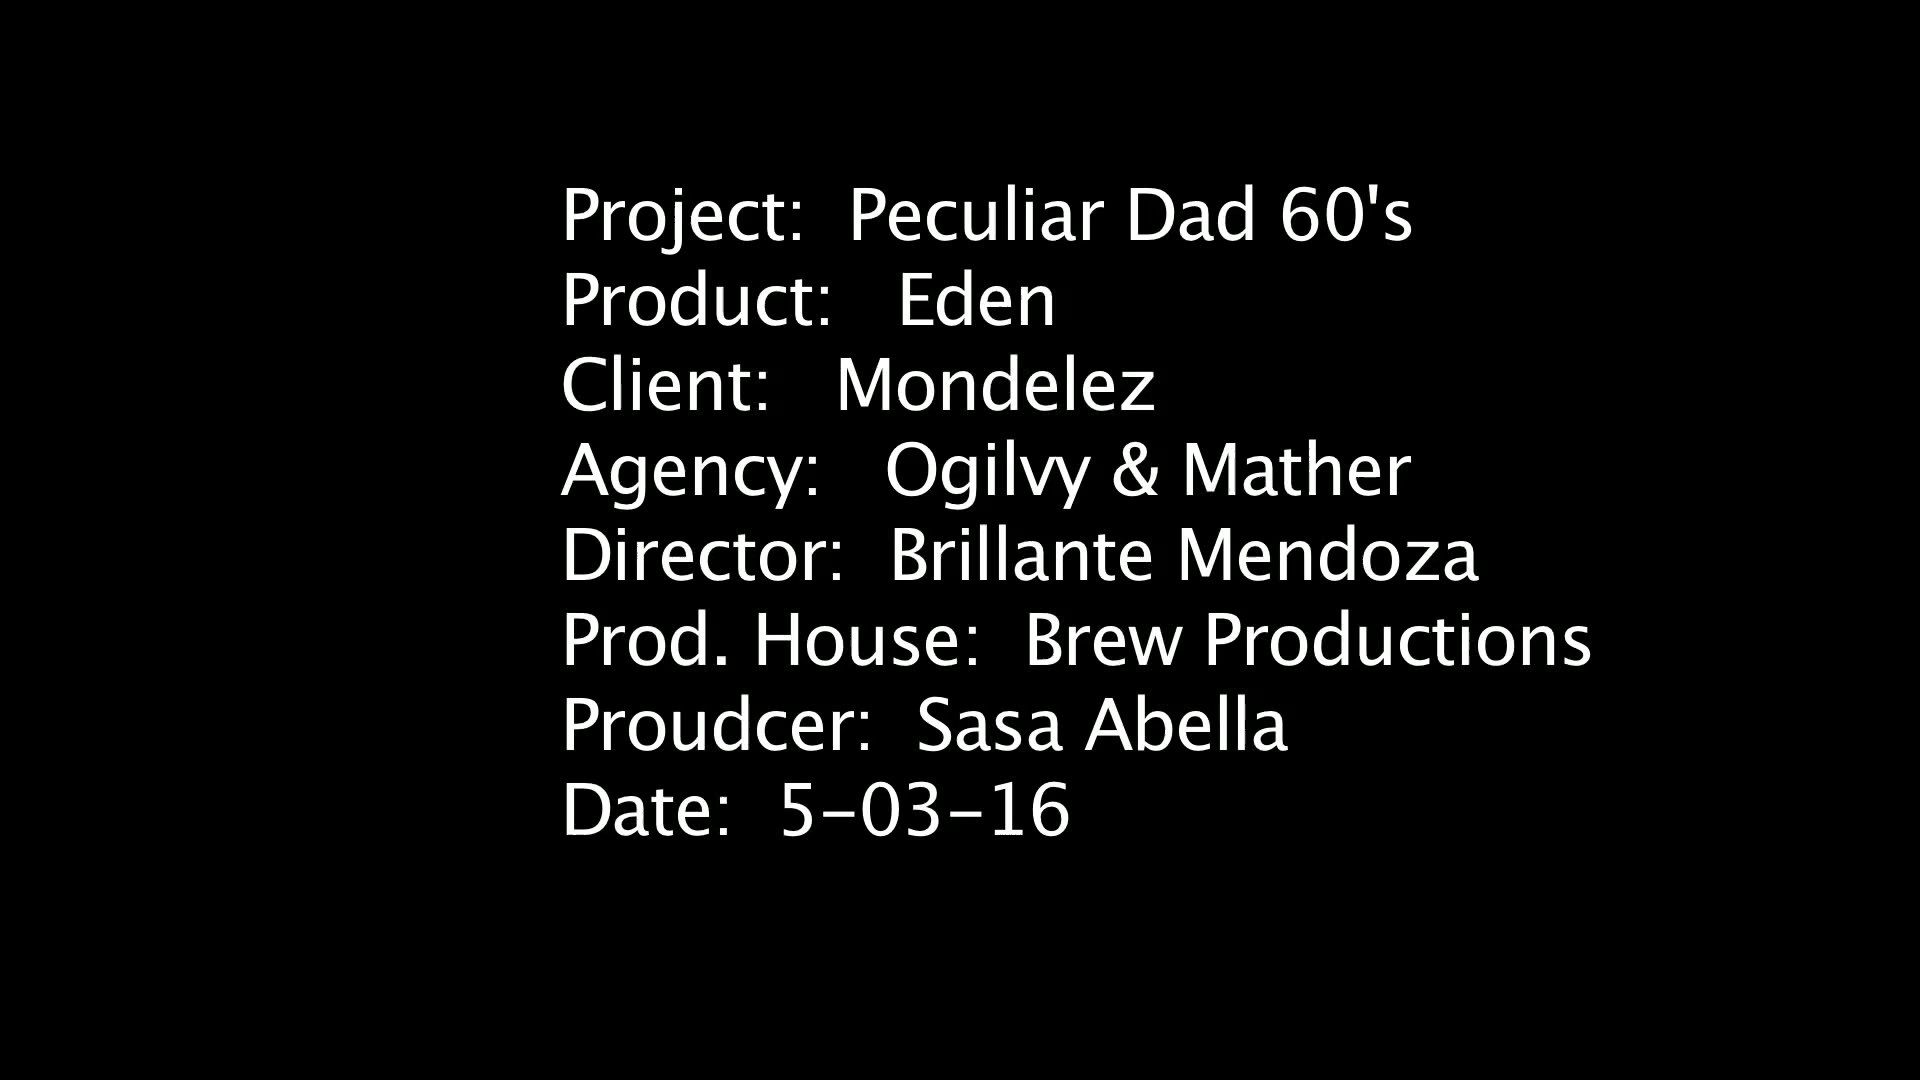 Project:  Peculiar Dad 60's
Product:   Eden
Client:   Mondelez
Agency:   Ogilvy & Mather
Director:  Brillante Mendoza
Prod. House:  Brew Productions
Proudcer:  Sasa Abella
Date:  5-03-16